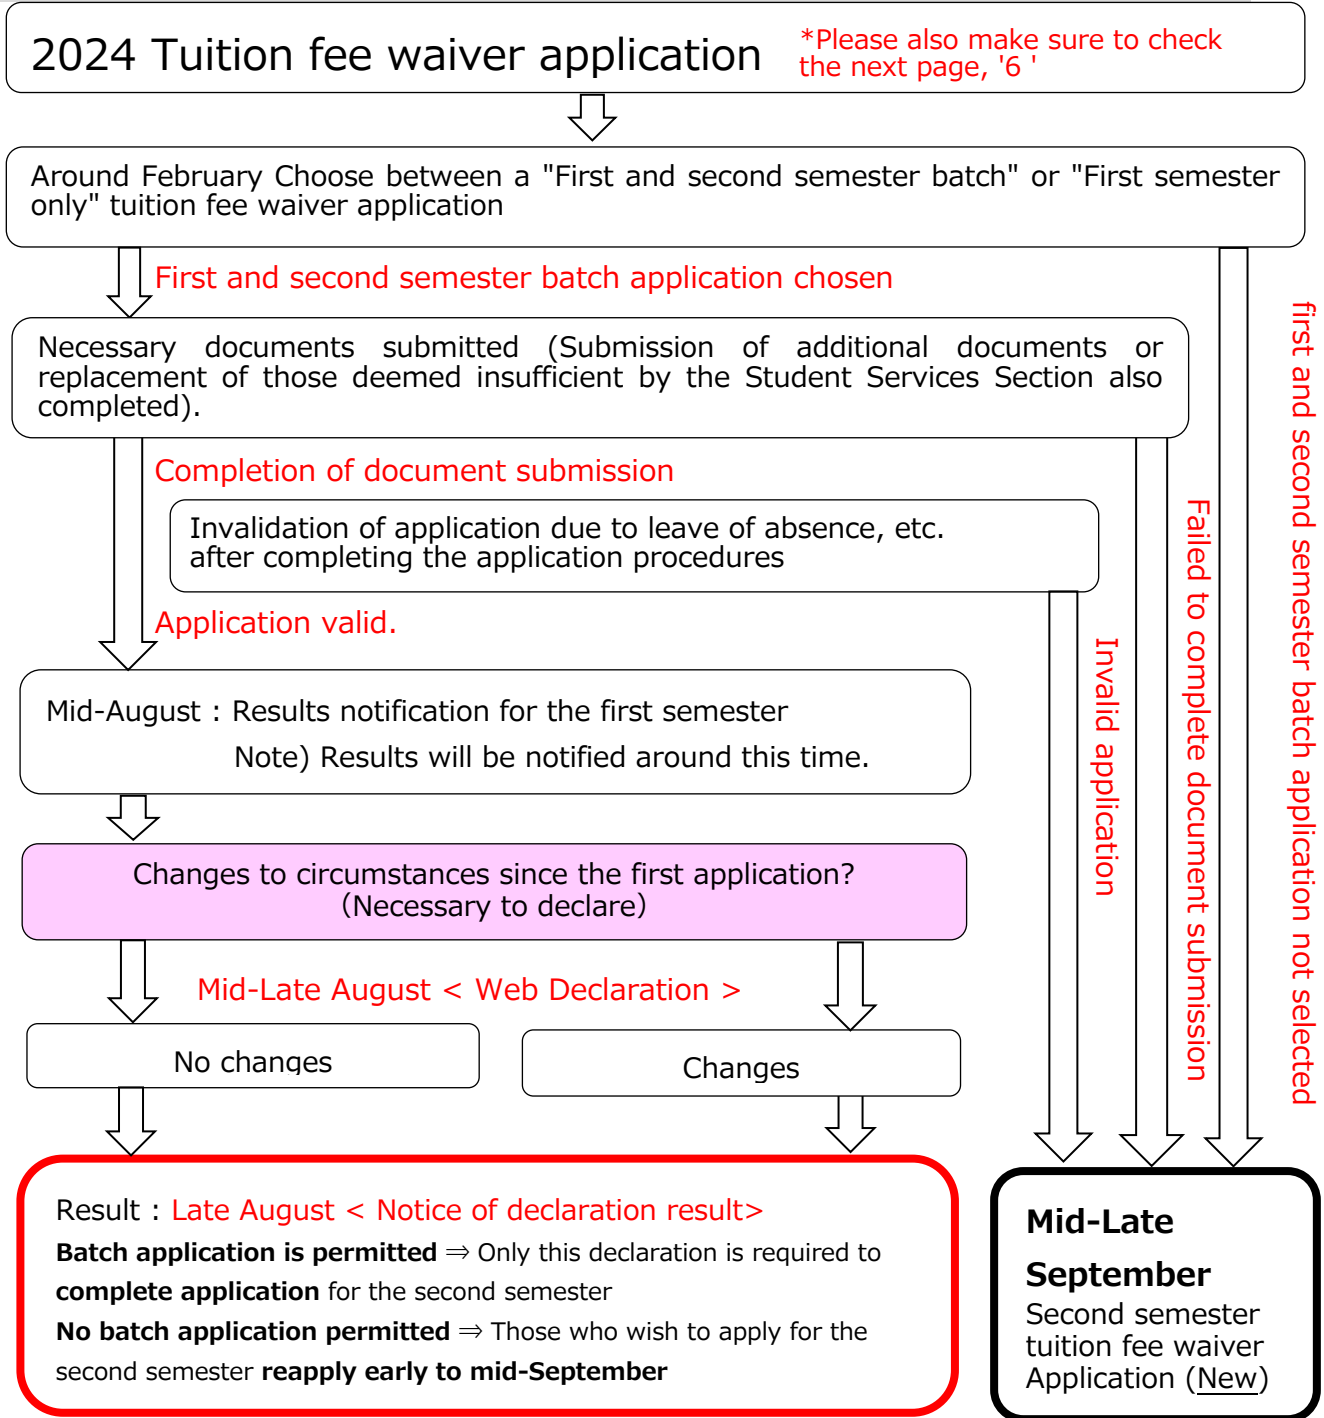 2024 Tuition fee waiver application
*Please also make sure to check
the next page, '6 '
Around February Choose between a "First and second semester batch" or "First semester
only" tuition fee waiver application
First and second semester batch application chosen
Necessary documents submitted (Submission of additional documents or
replacement of those deemed insufficient by the Student Services Section also
completed).
Completion of document submission
Invalidation of application due to leave of absence, etc.
after completing the application procedures
Application valid.
Mid-August : Results notification for the first semester
Note) Results will be notified around this time.
Changes to circumstances since the first application?
(Necessary to declare)
Mid-Late August < Web Declaration >
No changes
Changes
Result : Late August < Notice of declaration result>
Batch application is permitted ⇒ Only this declaration is required to
complete application for the second semester
No batch application permitted ⇒ Those who wish to apply for the
second semester reapply early to mid-September
Invalid application
Failed to complete document submission
first and second semester batch application not selected
Mid-Late
September
Second semester
tuition fee waiver
Application (New)